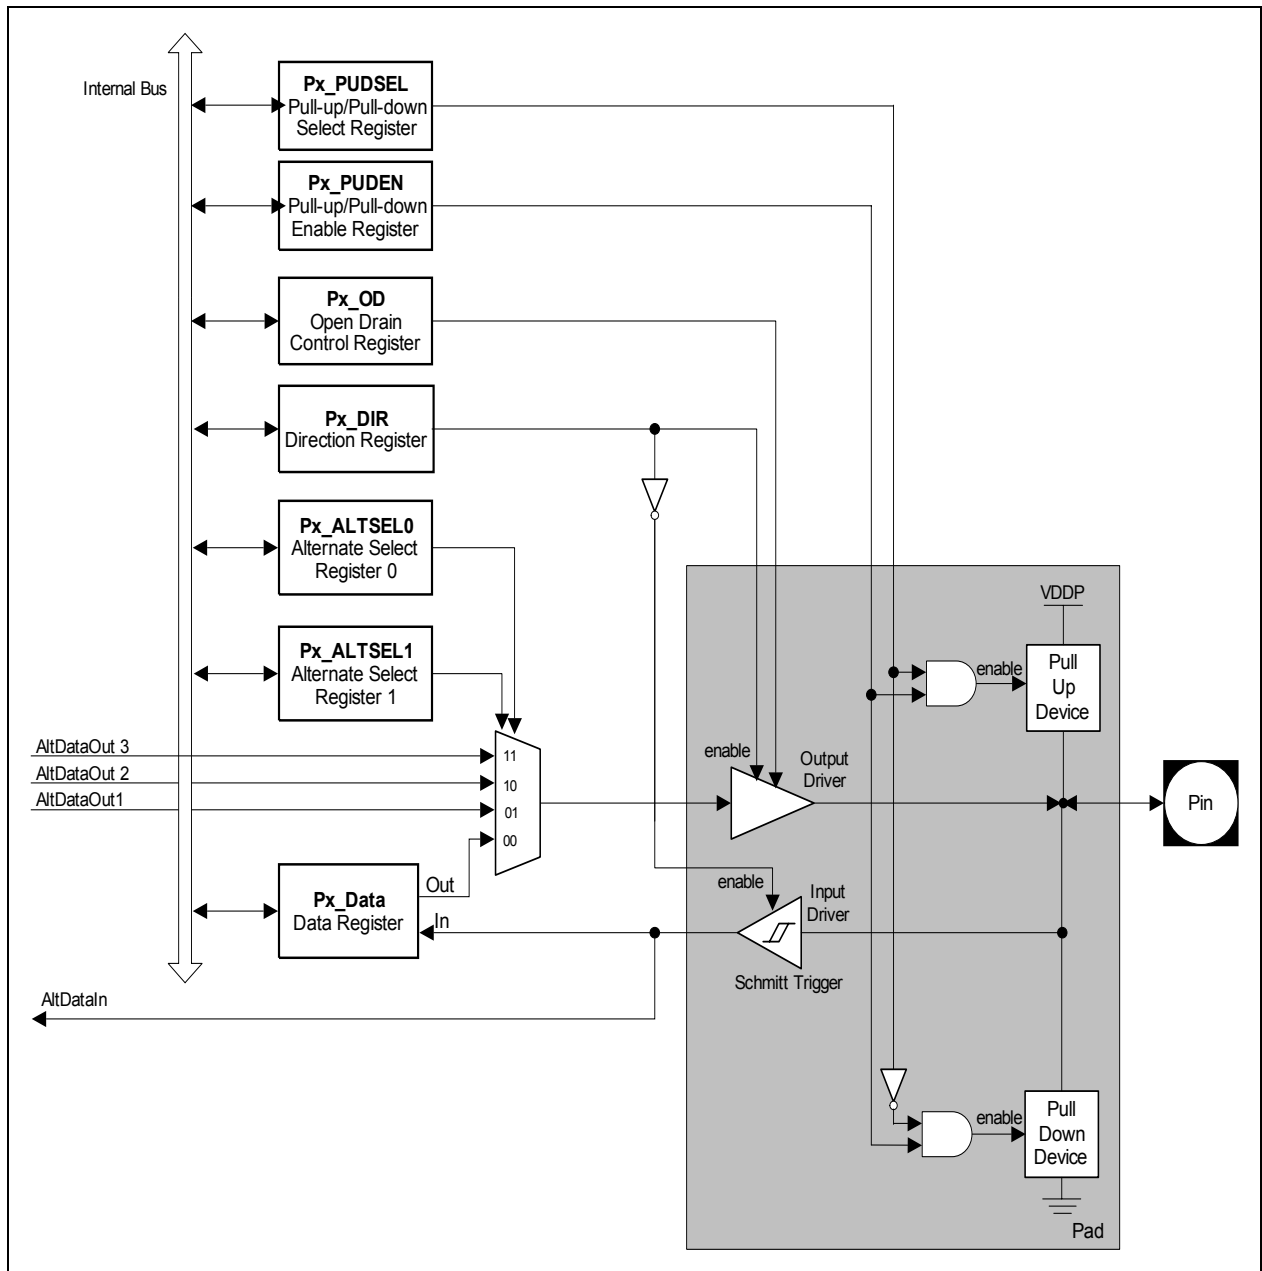 Internal Bus
Px_PUDSEL
Pull-up/Pull-down
Select Register
Px_PUDEN
Pull-up/Pull-down
Enable Register
Px_OD
Open Drain
Control Register
Px_DIR
Direction Register
Px_ALTSEL0
Alternate Select
Register 0
Px_ALTSEL1
Alternate Select
Register 1
AltDataOut 3
AltDataOut 2
AltDataOut1
11
10
01
00
Px_Data
Data Register
Out
In
AltDataIn
enable
Output
Driver
enable
Input
Driver
Schmitt Trigger
VDDP
enable
Pull
Up
Device
Pin
enable
Pull
Down
Device
Pad